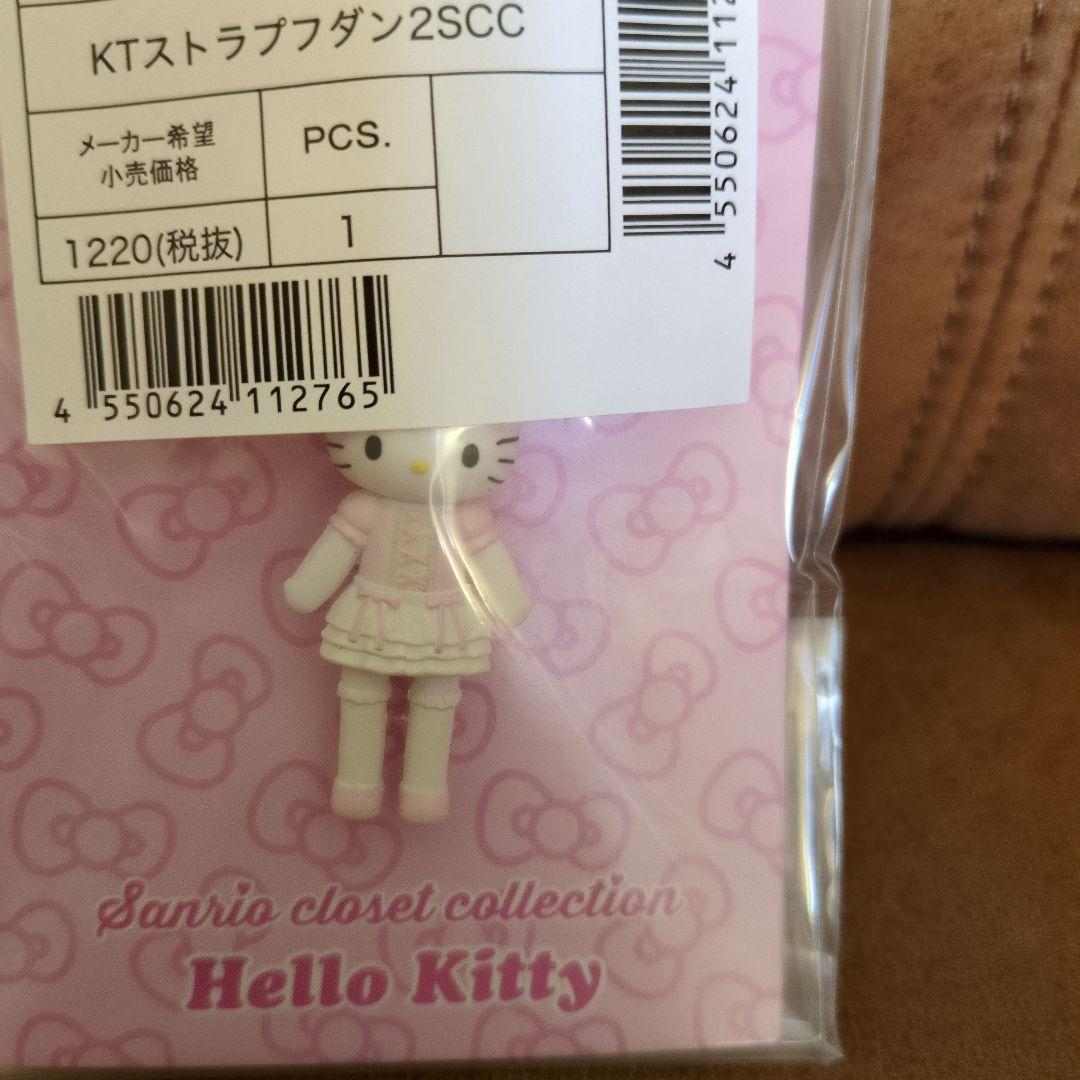 KTストラプフダン2SCC
メーカー希望
小売価格
PCS.
1220(税抜)
1
4 550624 112765
4 550624 112
Sanrio closet collection
Hello Kitty